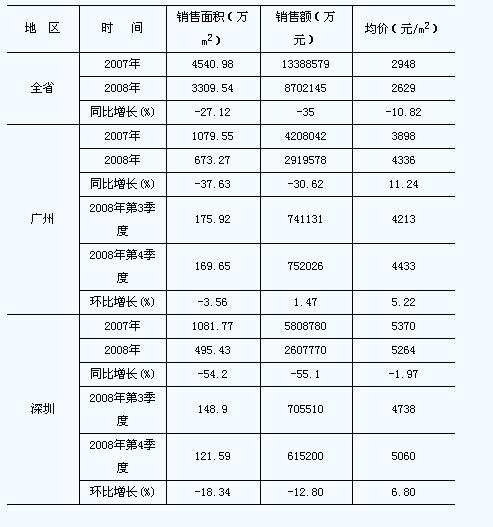 地 区 时 间 销售面积(万m²) 销售额(万元) 均价(元/m²)
全省 2007年 4540.98 13388579 2948
2008年 3309.54 8702145 2629
同比增长(%) -27.12 -35 -10.82
广州 2007年 1079.55 4208042 3898
2008年 673.27 2919578 4336
同比增长(%) -37.63 -30.62 11.24
2008年第3季度 175.92 741131 4213
2008年第4季度 169.65 752026 4433
环比增长(%) -3.56 1.47 5.22
深圳 2007年 1081.77 5808780 5370
2008年 495.43 2607770 5264
同比增长(%) -54.2 -55.1 -1.97
2008年第3季度 148.9 705510 4738
2008年第4季度 121.59 615200 5060
环比增长(%) -18.34 -12.80 6.80